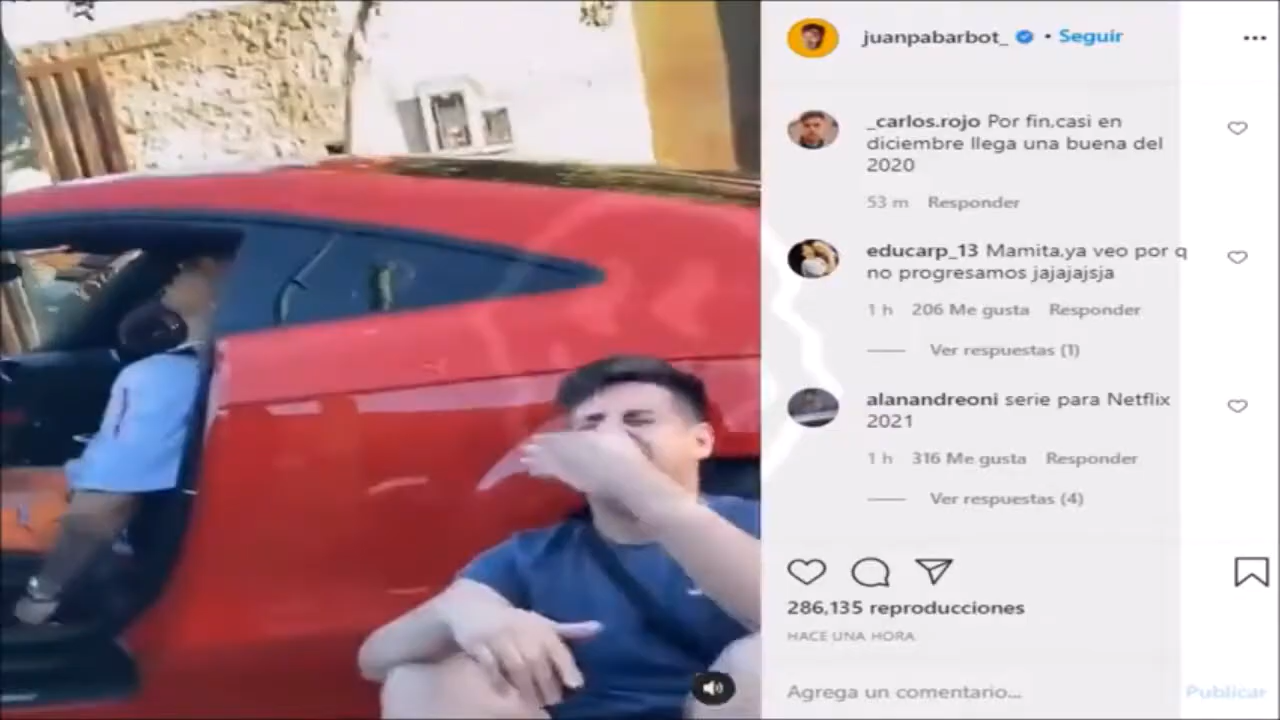 juanpabarbot_ • Seguir
_carlos.rojo Por fin,casi en
diciembre llega una buena del
2020
53 m Responder
educarp_13 Mamita,ya veo por q
no progresamos jajajajsja
1 h 206 Me gusta Responder
Ver respuestas (1)
alanandreoni serie para Netflix
2021
1 h 316 Me gusta Responder
Ver respuestas (4)
286,135 reproducciones
HACE UNA HORA
Agrega un comentario...
Publicar